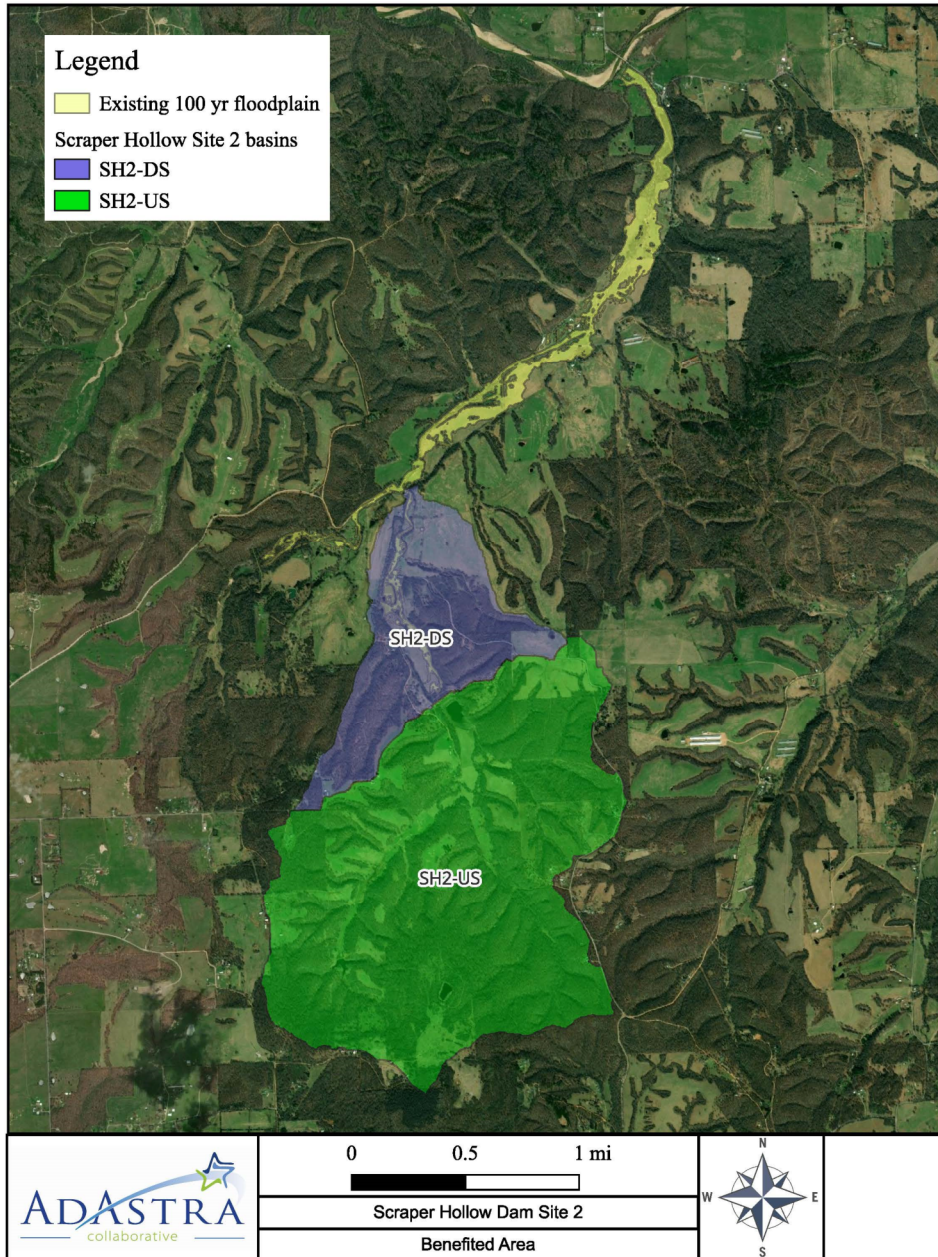 Legend
Existing 100 yr floodplain
Scraper Hollow Site 2 basins
SH2-DS
SH2-US
SH2-DS
SH2-US
ADASTRA
collaborative
0 0.5 1 mi
Scraper Hollow Dam Site 2
Benefited Area
N
W E
S